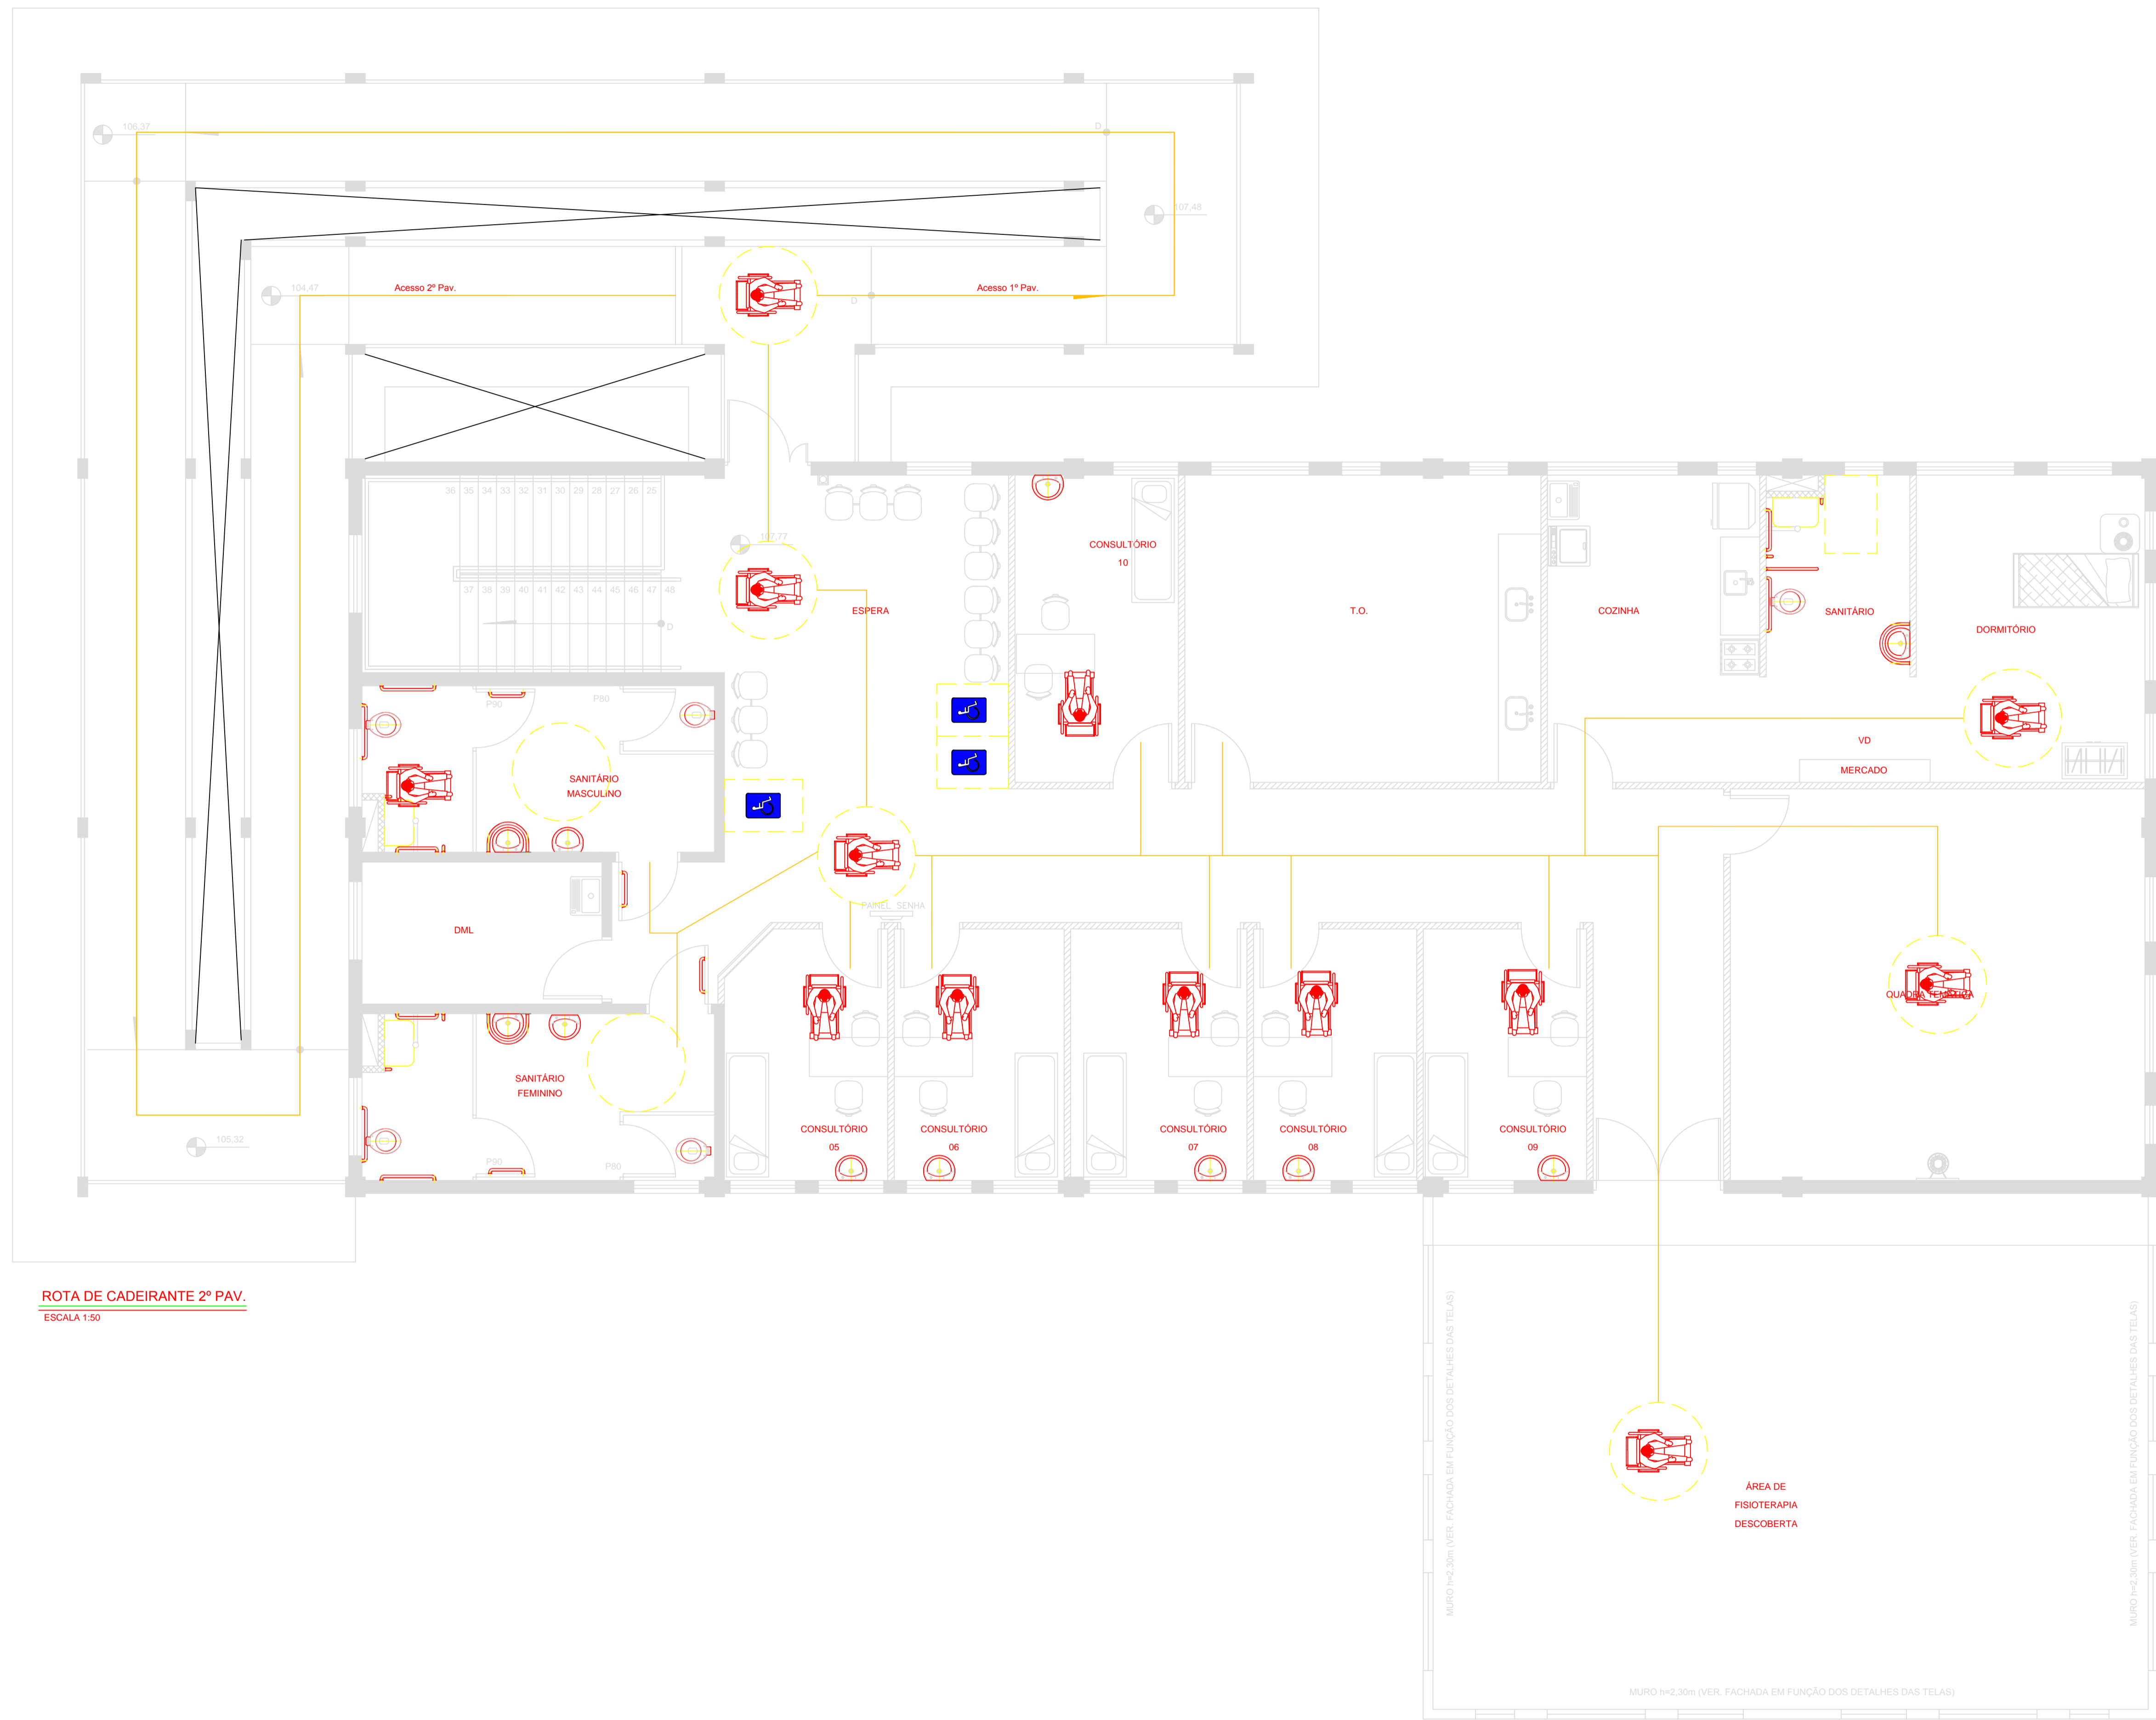 106,37
D
107,48
104,47
Acesso 2º Pav.
Acesso 1º Pav.
D
36 35 34 33 32 31 30 29 28 27 26 25
107,77
CONSULTÓRIO
10
37 38 39 40 41 42 43 44 45 46 47 48
D
ESPERA
T.O.
COZINHA
SANITÁRIO
DORMITÓRIO
P90
P80
VD
MERCADO
SANITÁRIO
MASCULINO
PAINEL SENHA
DML
QUADRA TEMÁTICA
SANITÁRIO
FEMININO
105,32
P90
P80
CONSULTÓRIO
05
CONSULTÓRIO
06
CONSULTÓRIO
07
CONSULTÓRIO
08
CONSULTÓRIO
09
ROTA DE CADEIRANTE 2º PAV.
ESCALA 1:50
MURO h=2,30m (VER. FACHADA EM FUNÇÃO DOS DETALHES DAS TELAS)
MURO h=2,30m (VER. FACHADA EM FUNÇÃO DOS DETALHES DAS TELAS)
ÁREA DE
FISIOTERAPIA
DESCOBERTA
MURO h=2,30m (VER. FACHADA EM FUNÇÃO DOS DETALHES DAS TELAS)